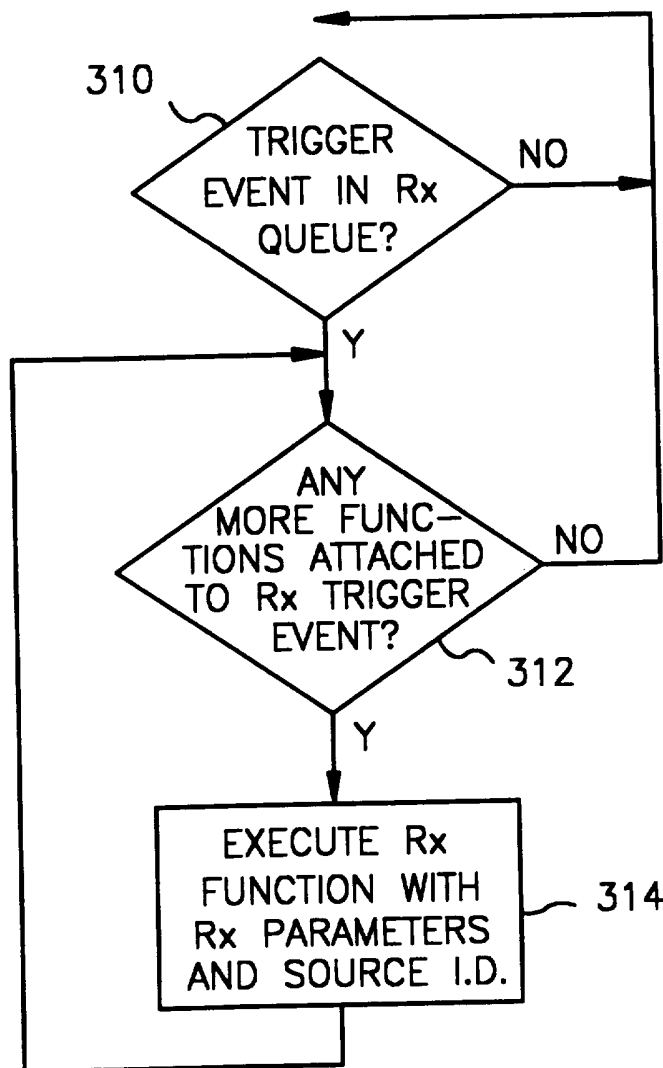 310
TRIGGER
EVENT IN Rx
QUEUE?
NO
Y
ANY
MORE FUNC-
TIONS ATTACHED
TO Rx TRIGGER
EVENT?
NO
312
Y
EXECUTE Rx
FUNCTION WITH
Rx PARAMETERS
AND SOURCE I.D.
314